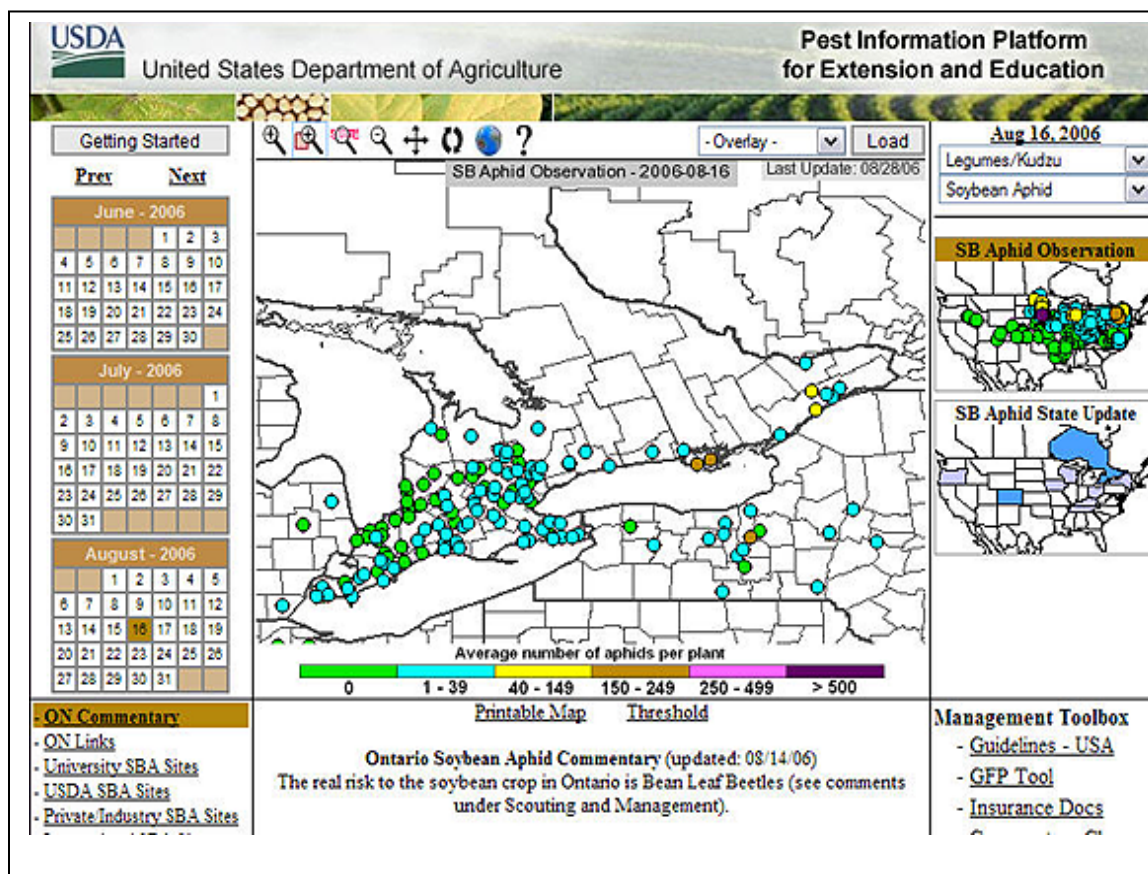 USDA
United States Department of Agriculture
Pest Information Platform
for Extension and Education
Getting Started
Prev Next
June - 2006
1 2 3
4 5 6 7 8 9 10
11 12 13 14 15 16 17
18 19 20 21 22 23 24
25 26 27 28 29 30
July - 2006
1
2 3 4 5 6 7 8
9 10 11 12 13 14 15
16 17 18 19 20 21 22
23 24 25 26 27 28 29
30 31
August - 2006
1 2 3 4 5
6 7 8 9 10 11 12
13 14 15 16 17 18 19
20 21 22 23 24 25 26
27 28 29 30 31
?
- Overlay -
Load
SB Aphid Observation - 2006-08-16
Last Update: 08/28/06
Average number of aphids per plant
0 1 - 39 40 - 149 150 - 249 250 - 499 > 500
Aug 16, 2006
Legumes/Kudzu
Soybean Aphid
SB Aphid Observation
SB Aphid State Update
- ON Commentary
- ON Links
- University SBA Sites
- USDA SBA Sites
- Private/Industry SBA Sites
Printable Map Threshold
Ontario Soybean Aphid Commentary (updated: 08/14/06)
The real risk to the soybean crop in Ontario is Bean Leaf Beetles (see comments
under Scouting and Management).
Management Toolbox
- Guidelines - USA
- GFP Tool
- Insurance Docs